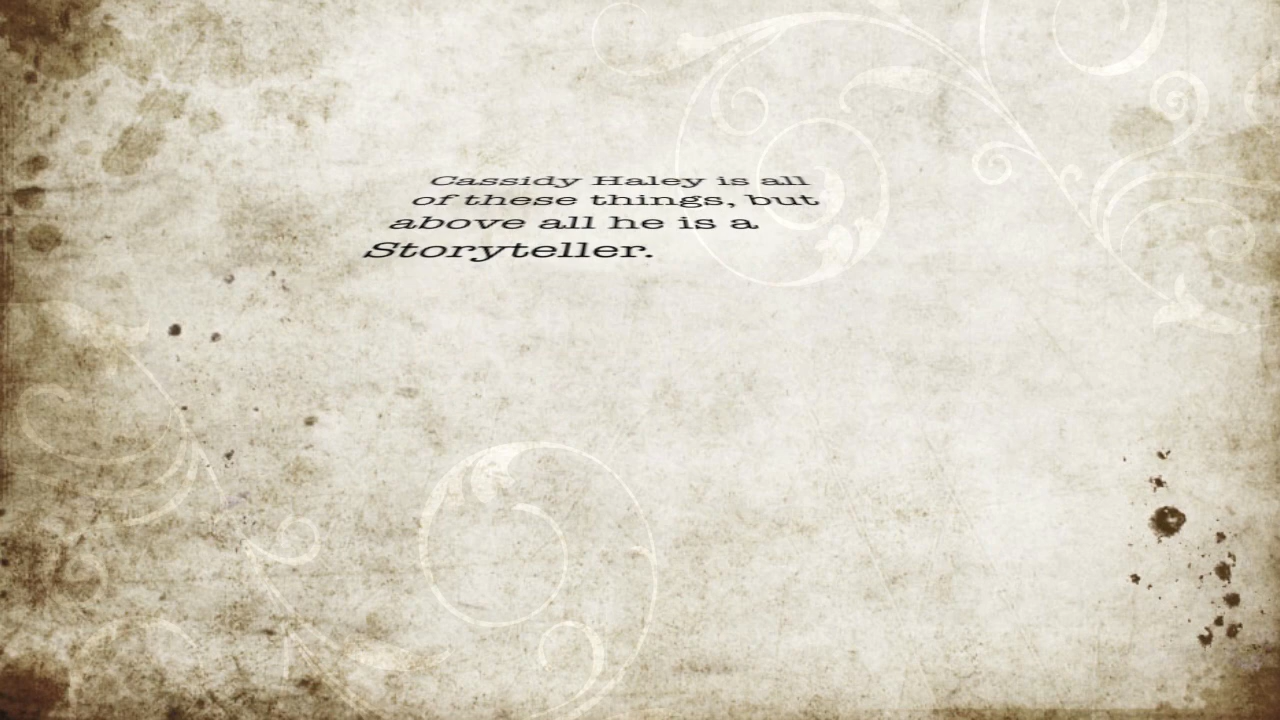 Cassidy Haley is all
of these things, but
above all he is a
Storyteller.